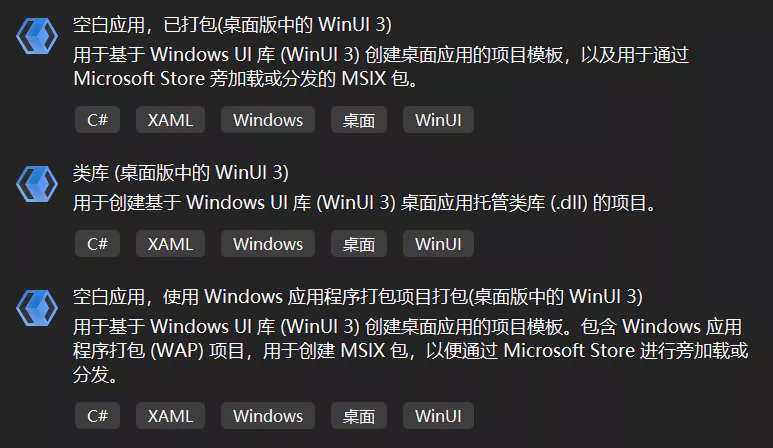 空白应用，已打包(桌面版中的 WinUI 3)
用于基于 Windows UI 库 (WinUI 3) 创建桌面应用的项目模板，以及用于通过
Microsoft Store 旁加载或分发的 MSIX 包。
C# XAML Windows 桌面 WinUI
类库 (桌面版中的 WinUI 3)
用于创建基于 Windows UI 库 (WinUI 3) 桌面应用托管类库 (.dll) 的项目。
C# XAML Windows 桌面 WinUI
空白应用，使用 Windows 应用程序打包项目打包(桌面版中的 WinUI 3)
用于基于 Windows UI 库 (WinUI 3) 创建桌面应用的项目模板。包含 Windows 应用
程序打包 (WAP) 项目，用于创建 MSIX 包，以便通过 Microsoft Store 进行旁加载或
分发。
C# XAML Windows 桌面 WinUI